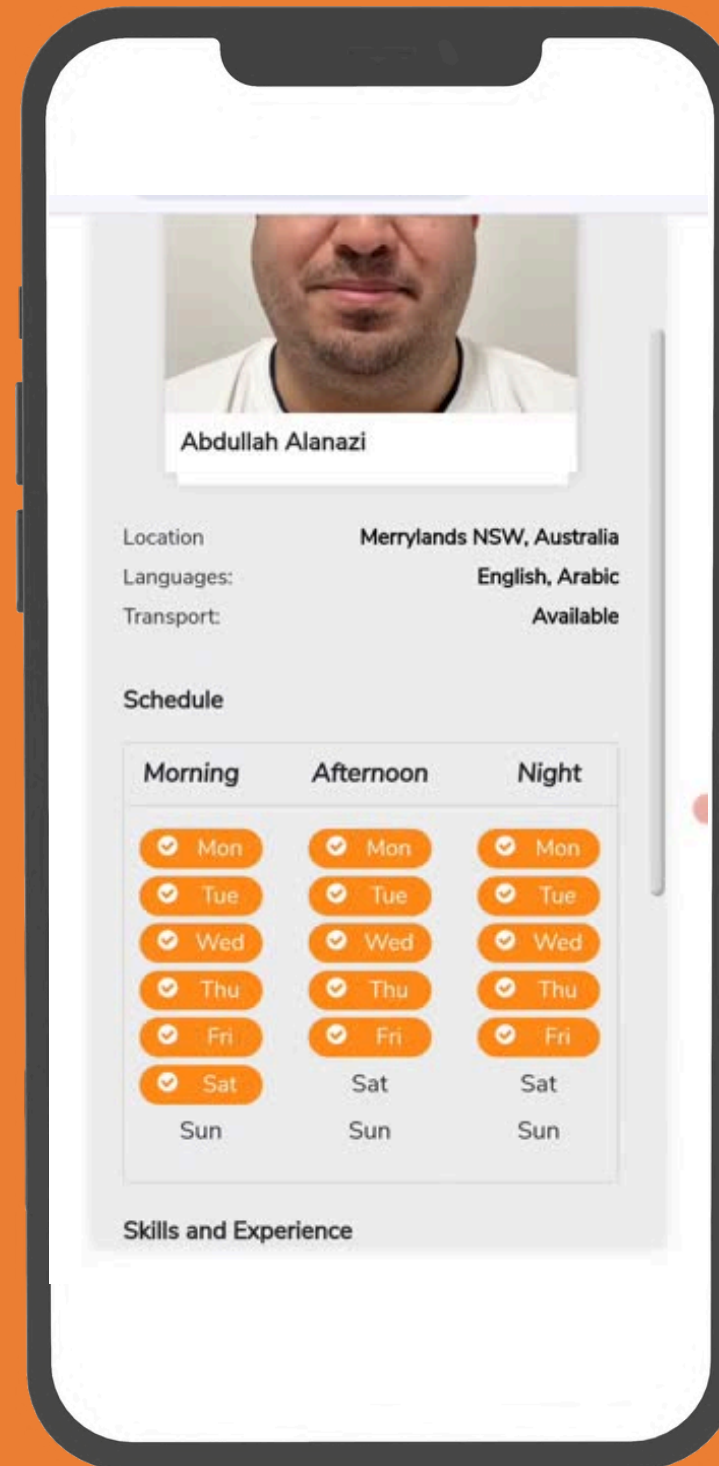 Abdullah Alanazi
Location Merrylands NSW, Australia
Languages: English, Arabic
Transport: Available
Schedule
Morning Afternoon Night
Mon Mon Mon
Tue Tue Tue
Wed Wed Wed
Thu Thu Thu
Fri Fri Fri
Sat Sat Sat
Sun Sun Sun
Skills and Experience